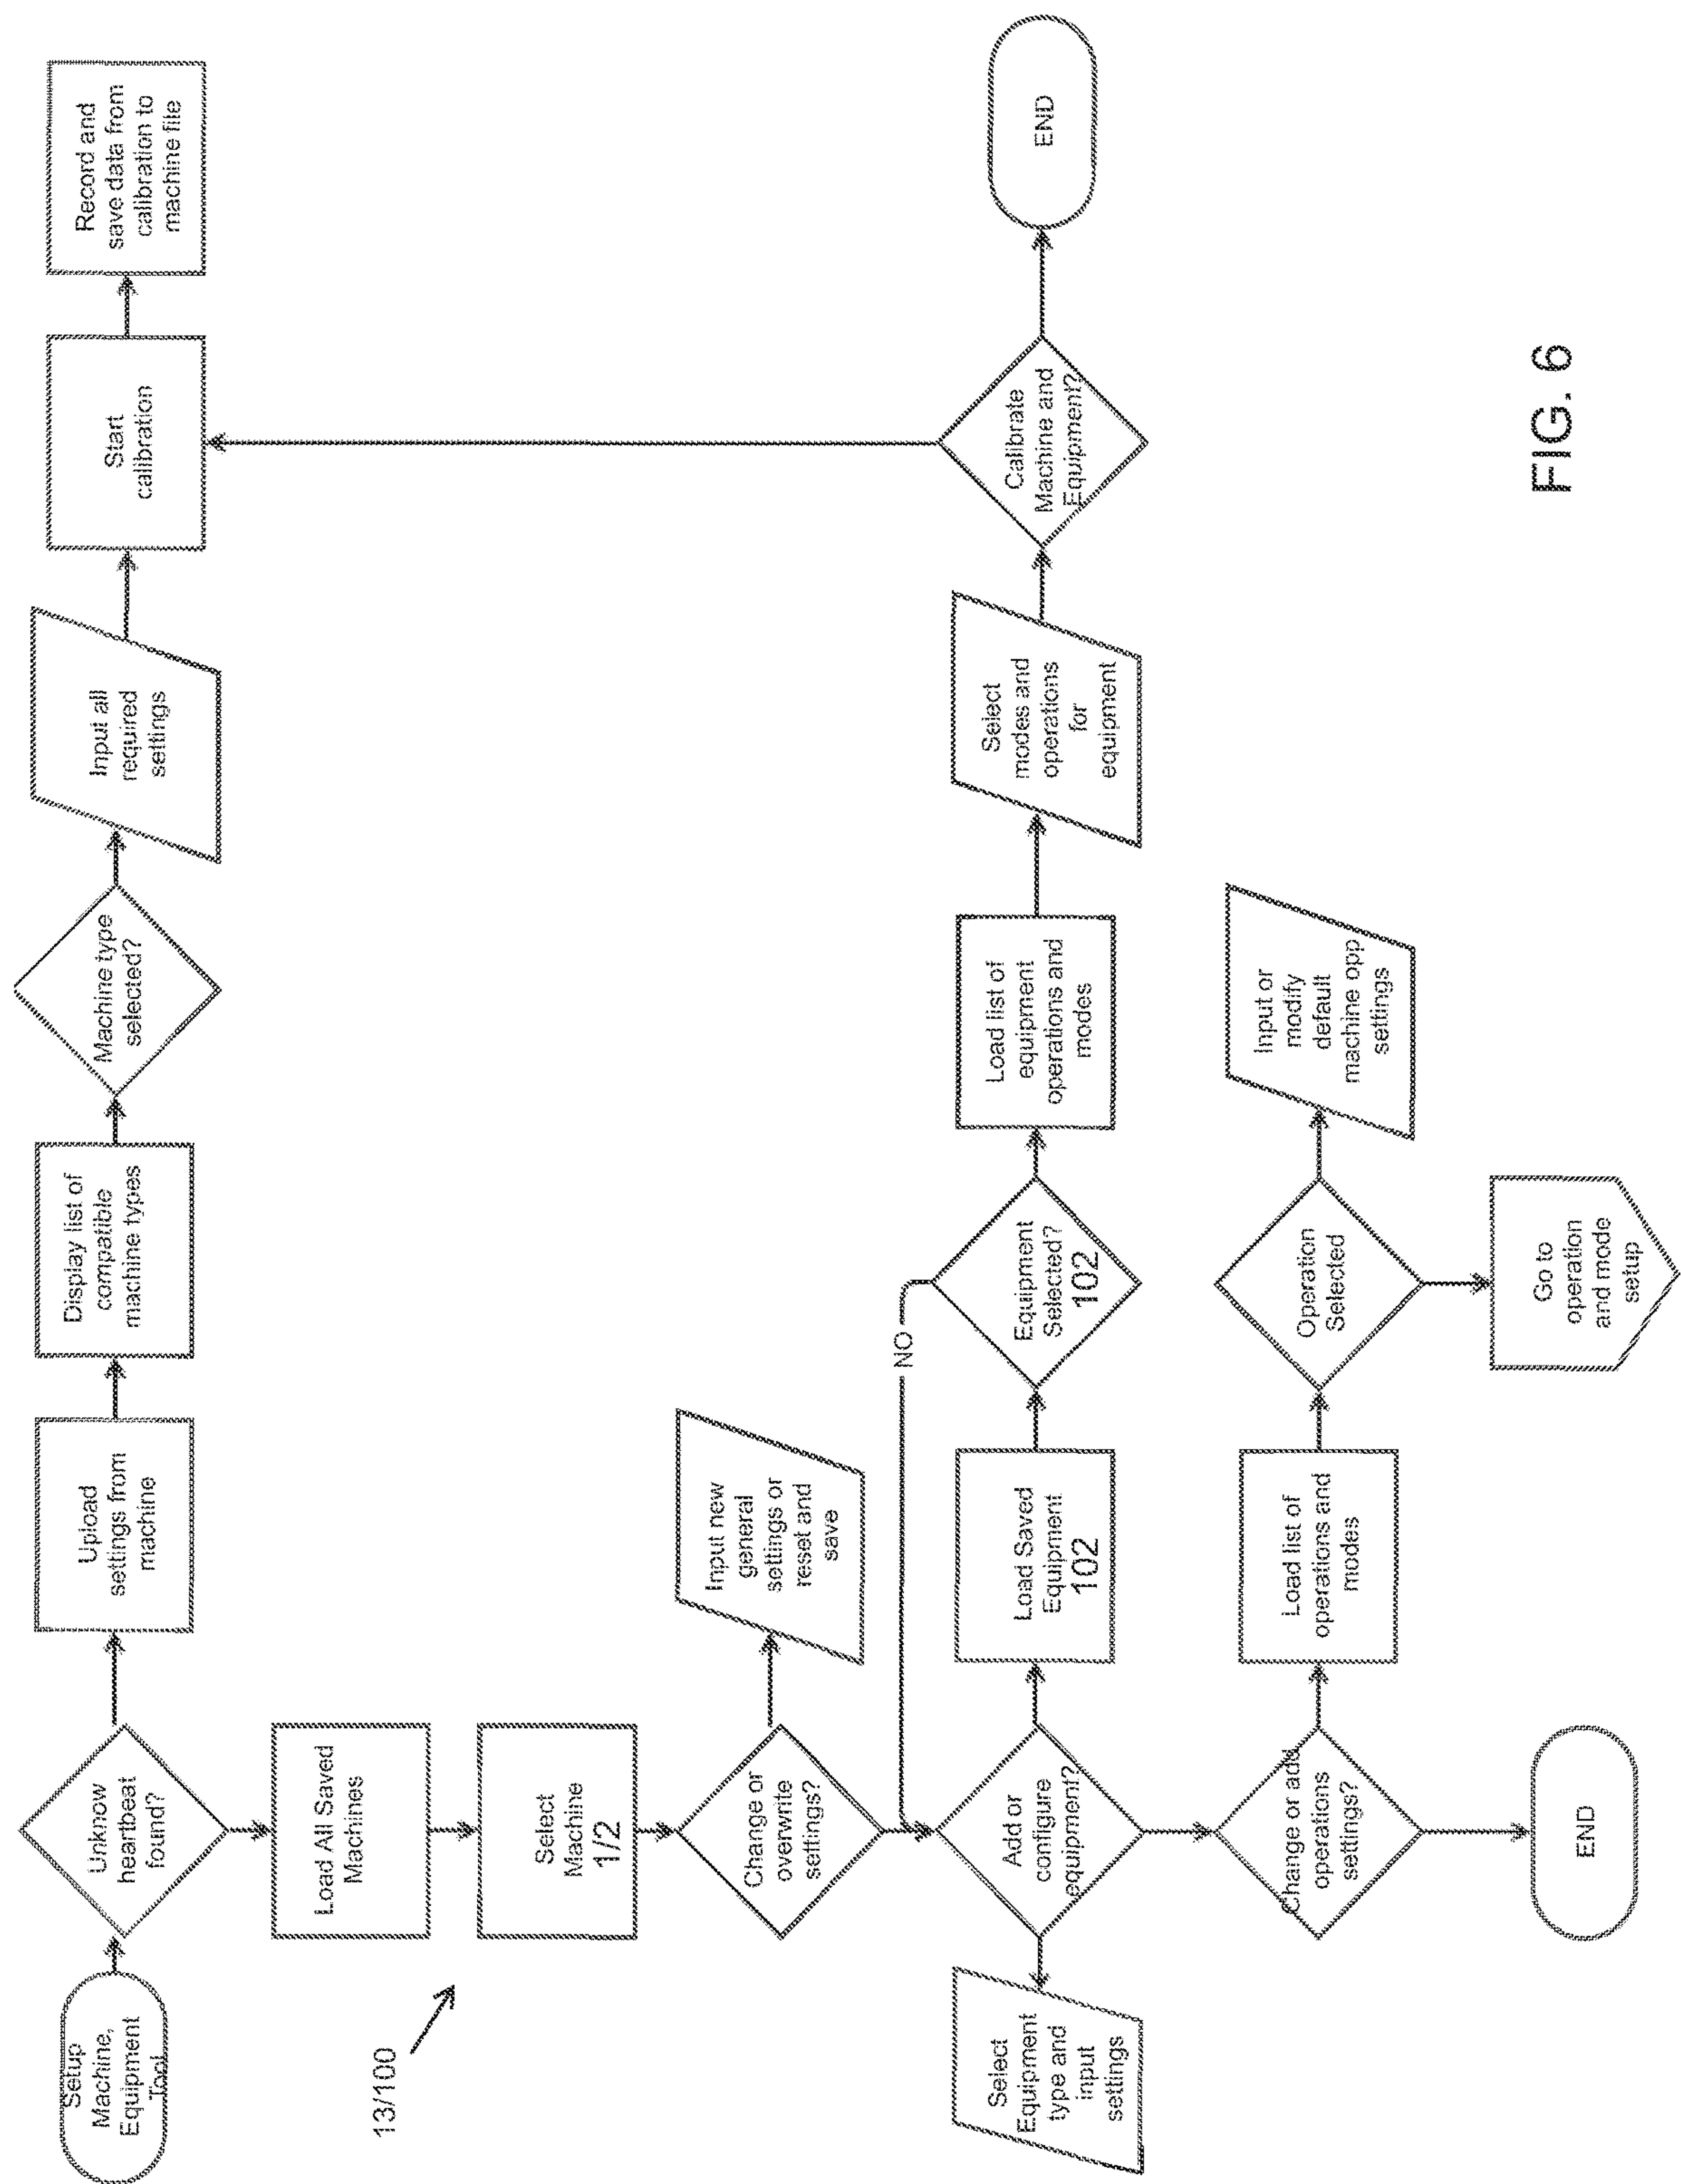 Setup
Machine,
Equipment
Tool
Unknow
heartbeat
found?
Upload
settings from
machine
Display list of
compatible
machine types
Machine type
selected?
Input all
required
settings
Start
calibration
Record and
save data from
calibration to
machine file
Load All Saved
Machines
13/100
Select
Machine
1/2
Change or
overwrite
settings?
Input new
general
settings or
reset and
save
NO
Select
Equipment
type and
input
settings
Add or
configure
equipment?
Load Saved
Equipment
102
Equipment
Selected?
102
Load list of
equipment
operations and
modes
Select
modes and
operations
for
equipment
Calibrate
Machine and
Equipment?
END
Change or add
operations
settings?
Load list of
operations and
modes
Operation
Selected
Input or
modify
default
machine opp
settings
END
Go to
operation
and mode
setup
FIG. 6